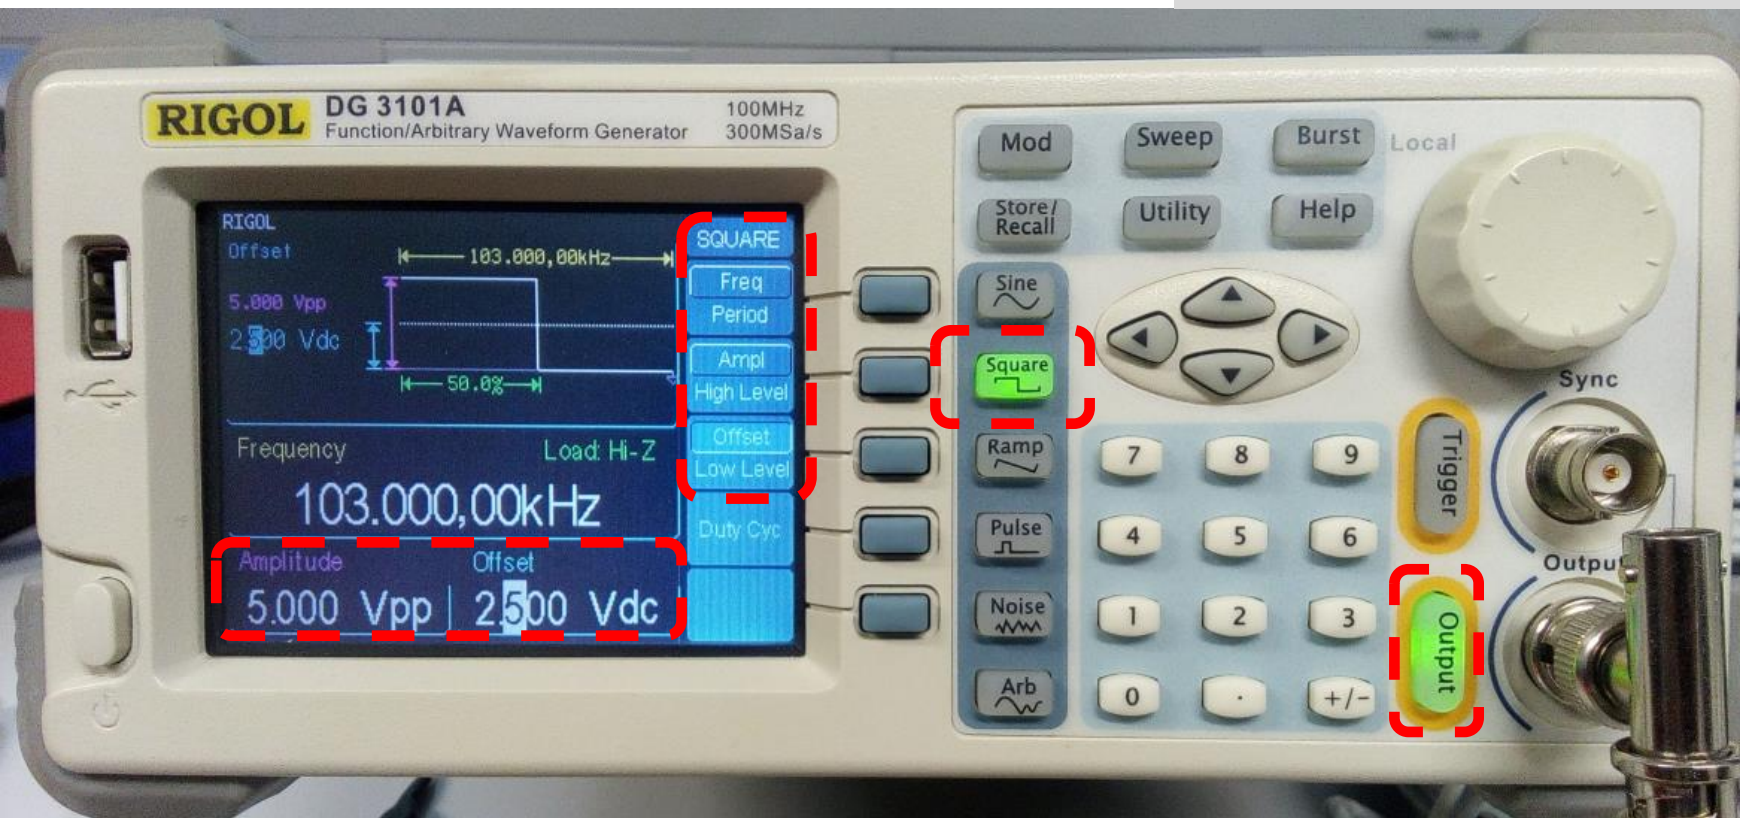 RIGOL
DG 3101A
Function/Arbitrary Waveform Generator
100MHz
300MSa/s
RIGOL
Offset
103.000,00kHz
5.000 Vpp
2.500 Vdc
50.0%
Frequency
Load: Hi-Z
103.000,00kHz
Amplitude
Offset
5.000 Vpp
2.500 Vdc
SQUARE
Freq
Period
Ampl
High Level
Offset
Low Level
Duty Cyc
Mod
Sweep
Burst
Local
Store/
Recall
Utility
Help
Sine
Square
Ramp
Pulse
Noise
Arb
7 8 9
4 5 6
1 2 3
0 . +/-
Trigger
Output
Sync
Outpu